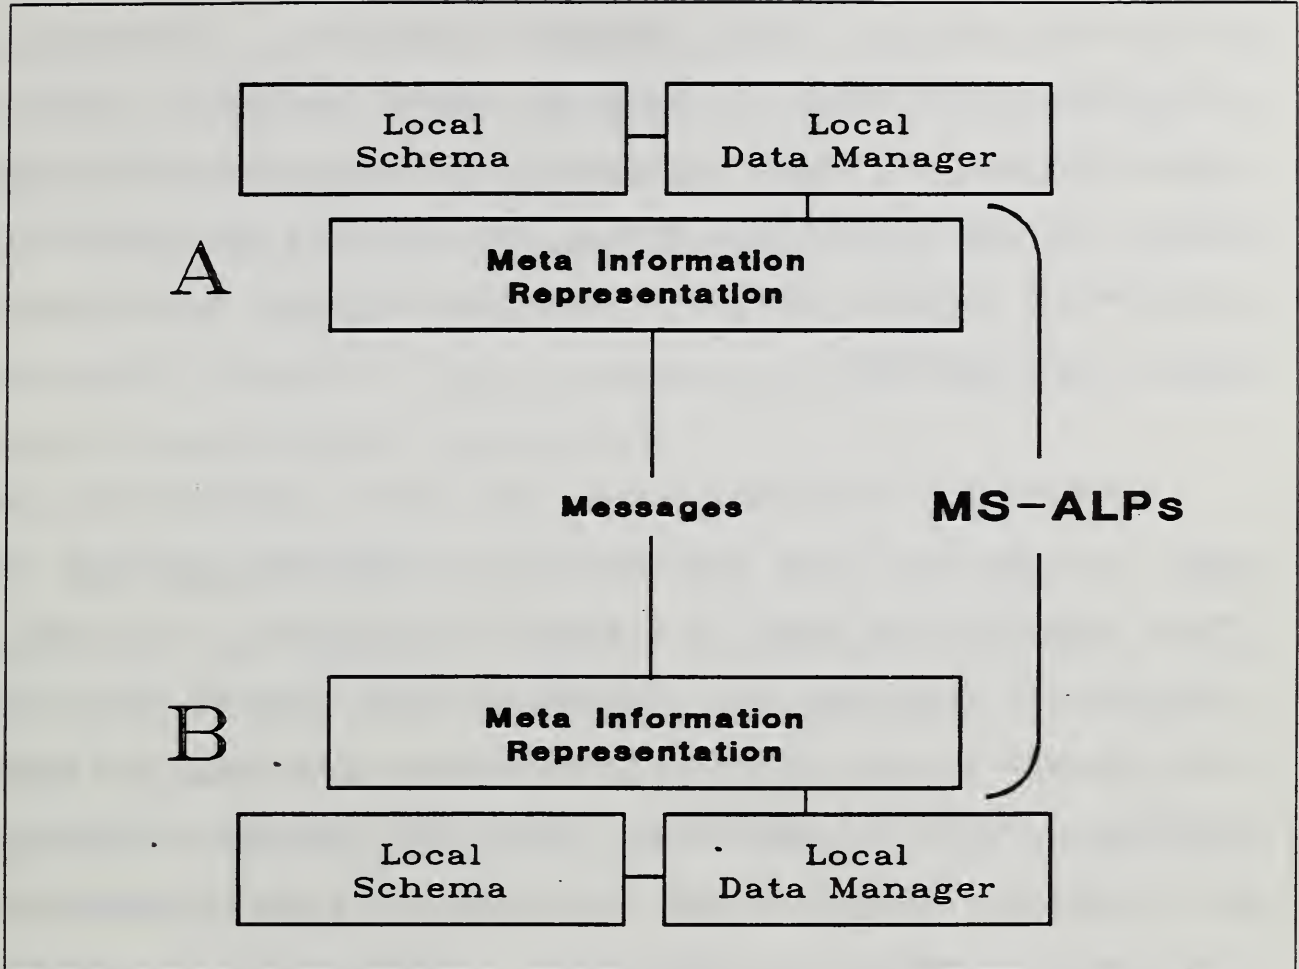 Local
Schema
Local
Data Manager
A
Meta Information
Representation
Messages
MS-ALPs
B
Meta Information
Representation
Local
Schema
Local
Data Manager